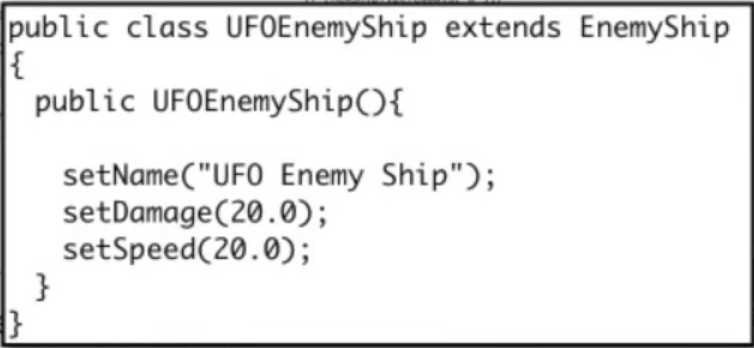 public class UFOEnemyShip extends EnemyShip
{
public UFOEnemyShip(){
setName("UFO Enemy Ship");
setDamage(20.0);
setSpeed(20.0);
}
}